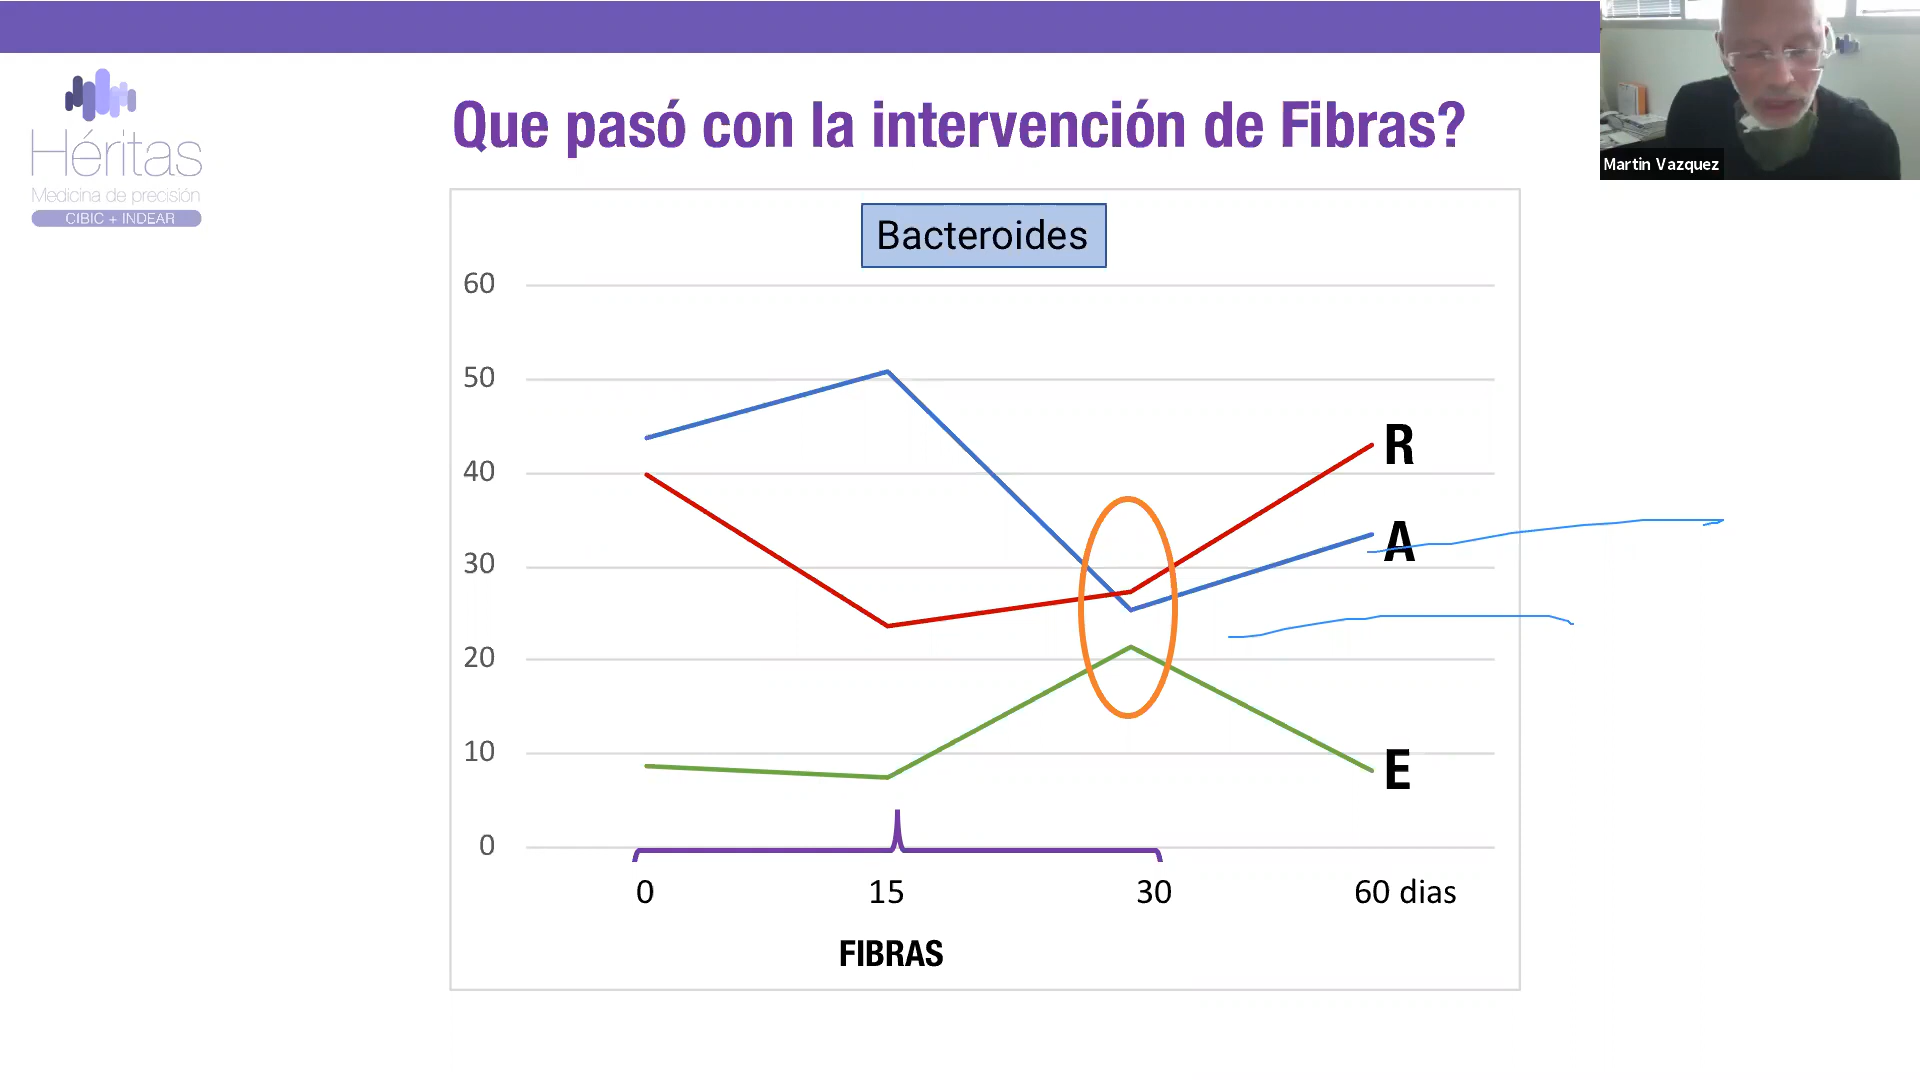 Martin Vazquez
Héritas
Medicina de precisión
CIBIC + INDEAR
Que pasó con la intervención de Fibras?
Bacteroides
60
50
40
30
20
10
0
R
A
E
0 15 30 60 dias
FIBRAS